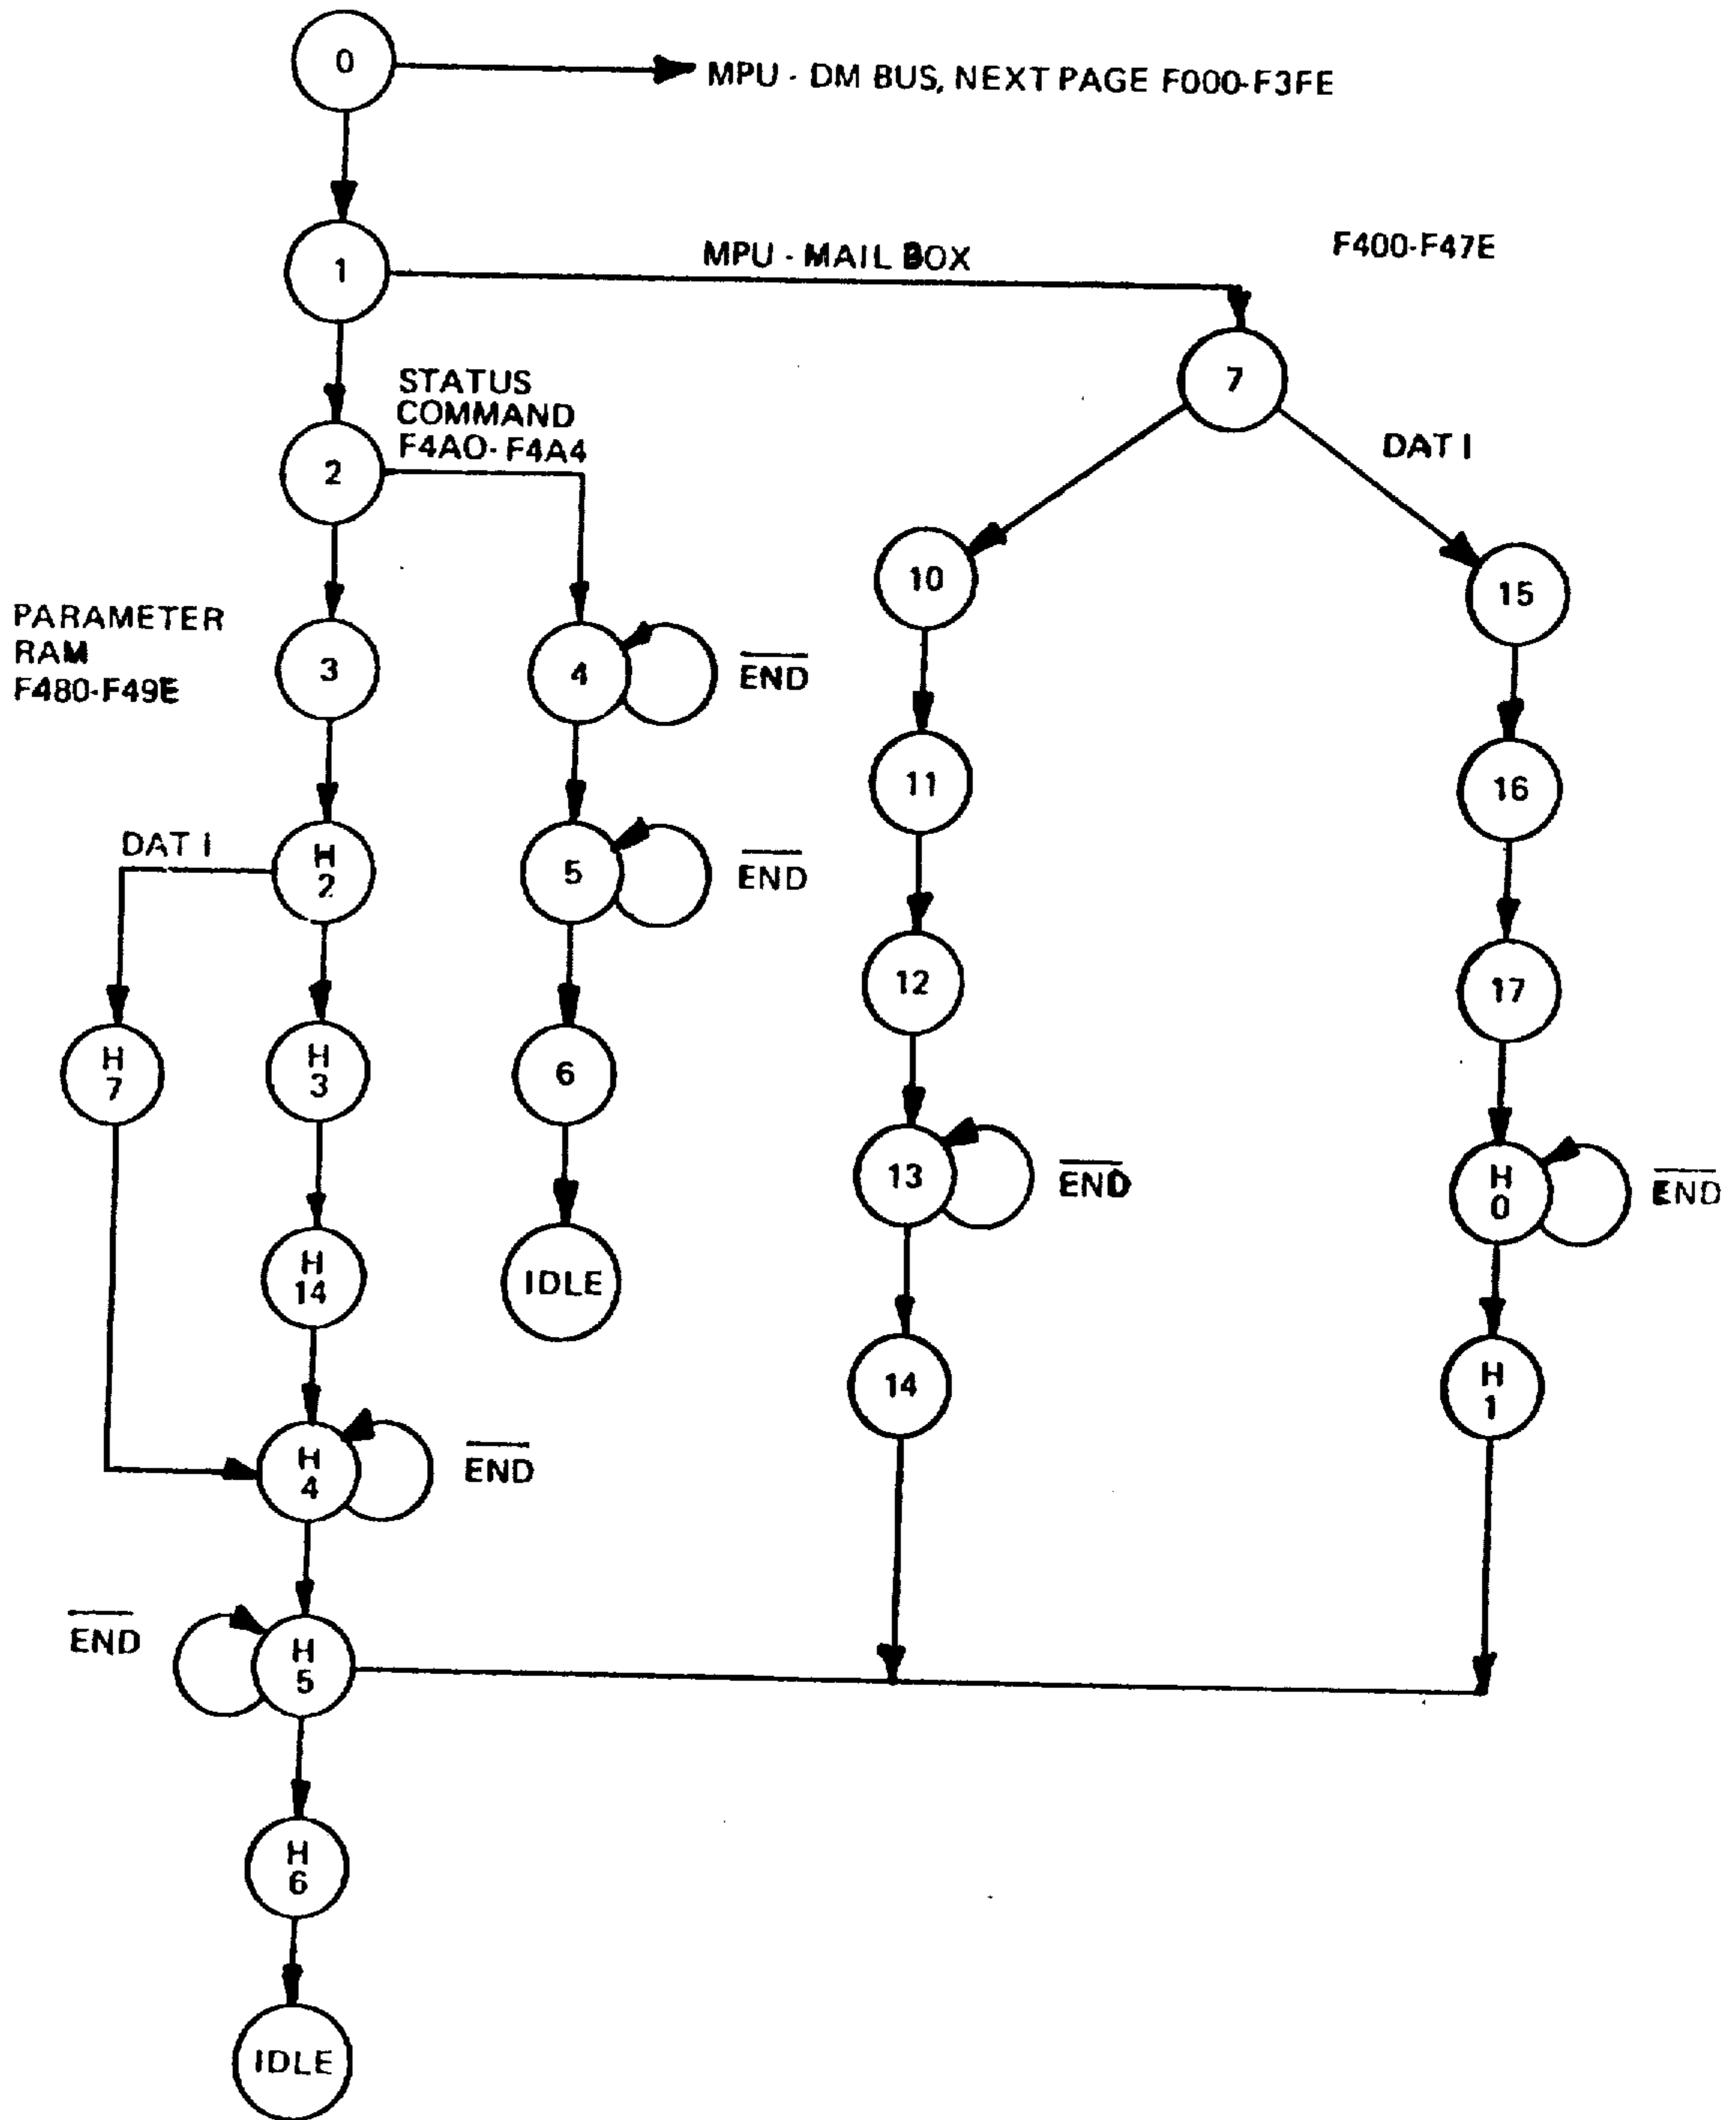 0
MPU - DM BUS, NEXT PAGE F000-F3FE
1
MPU - MAIL BOX
F400-F47E
7
STATUS
COMMAND
F4A0-F4A4
2
DAT I
10
15
PARAMETER
RAM
F480-F49E
3
4
END
11
16
DAT I
H
2
5
END
12
17
H
7
H
3
6
13
END
H
0
END
H
14
IDLE
14
H
1
H
4
END
END
H
5
H
6
IDLE